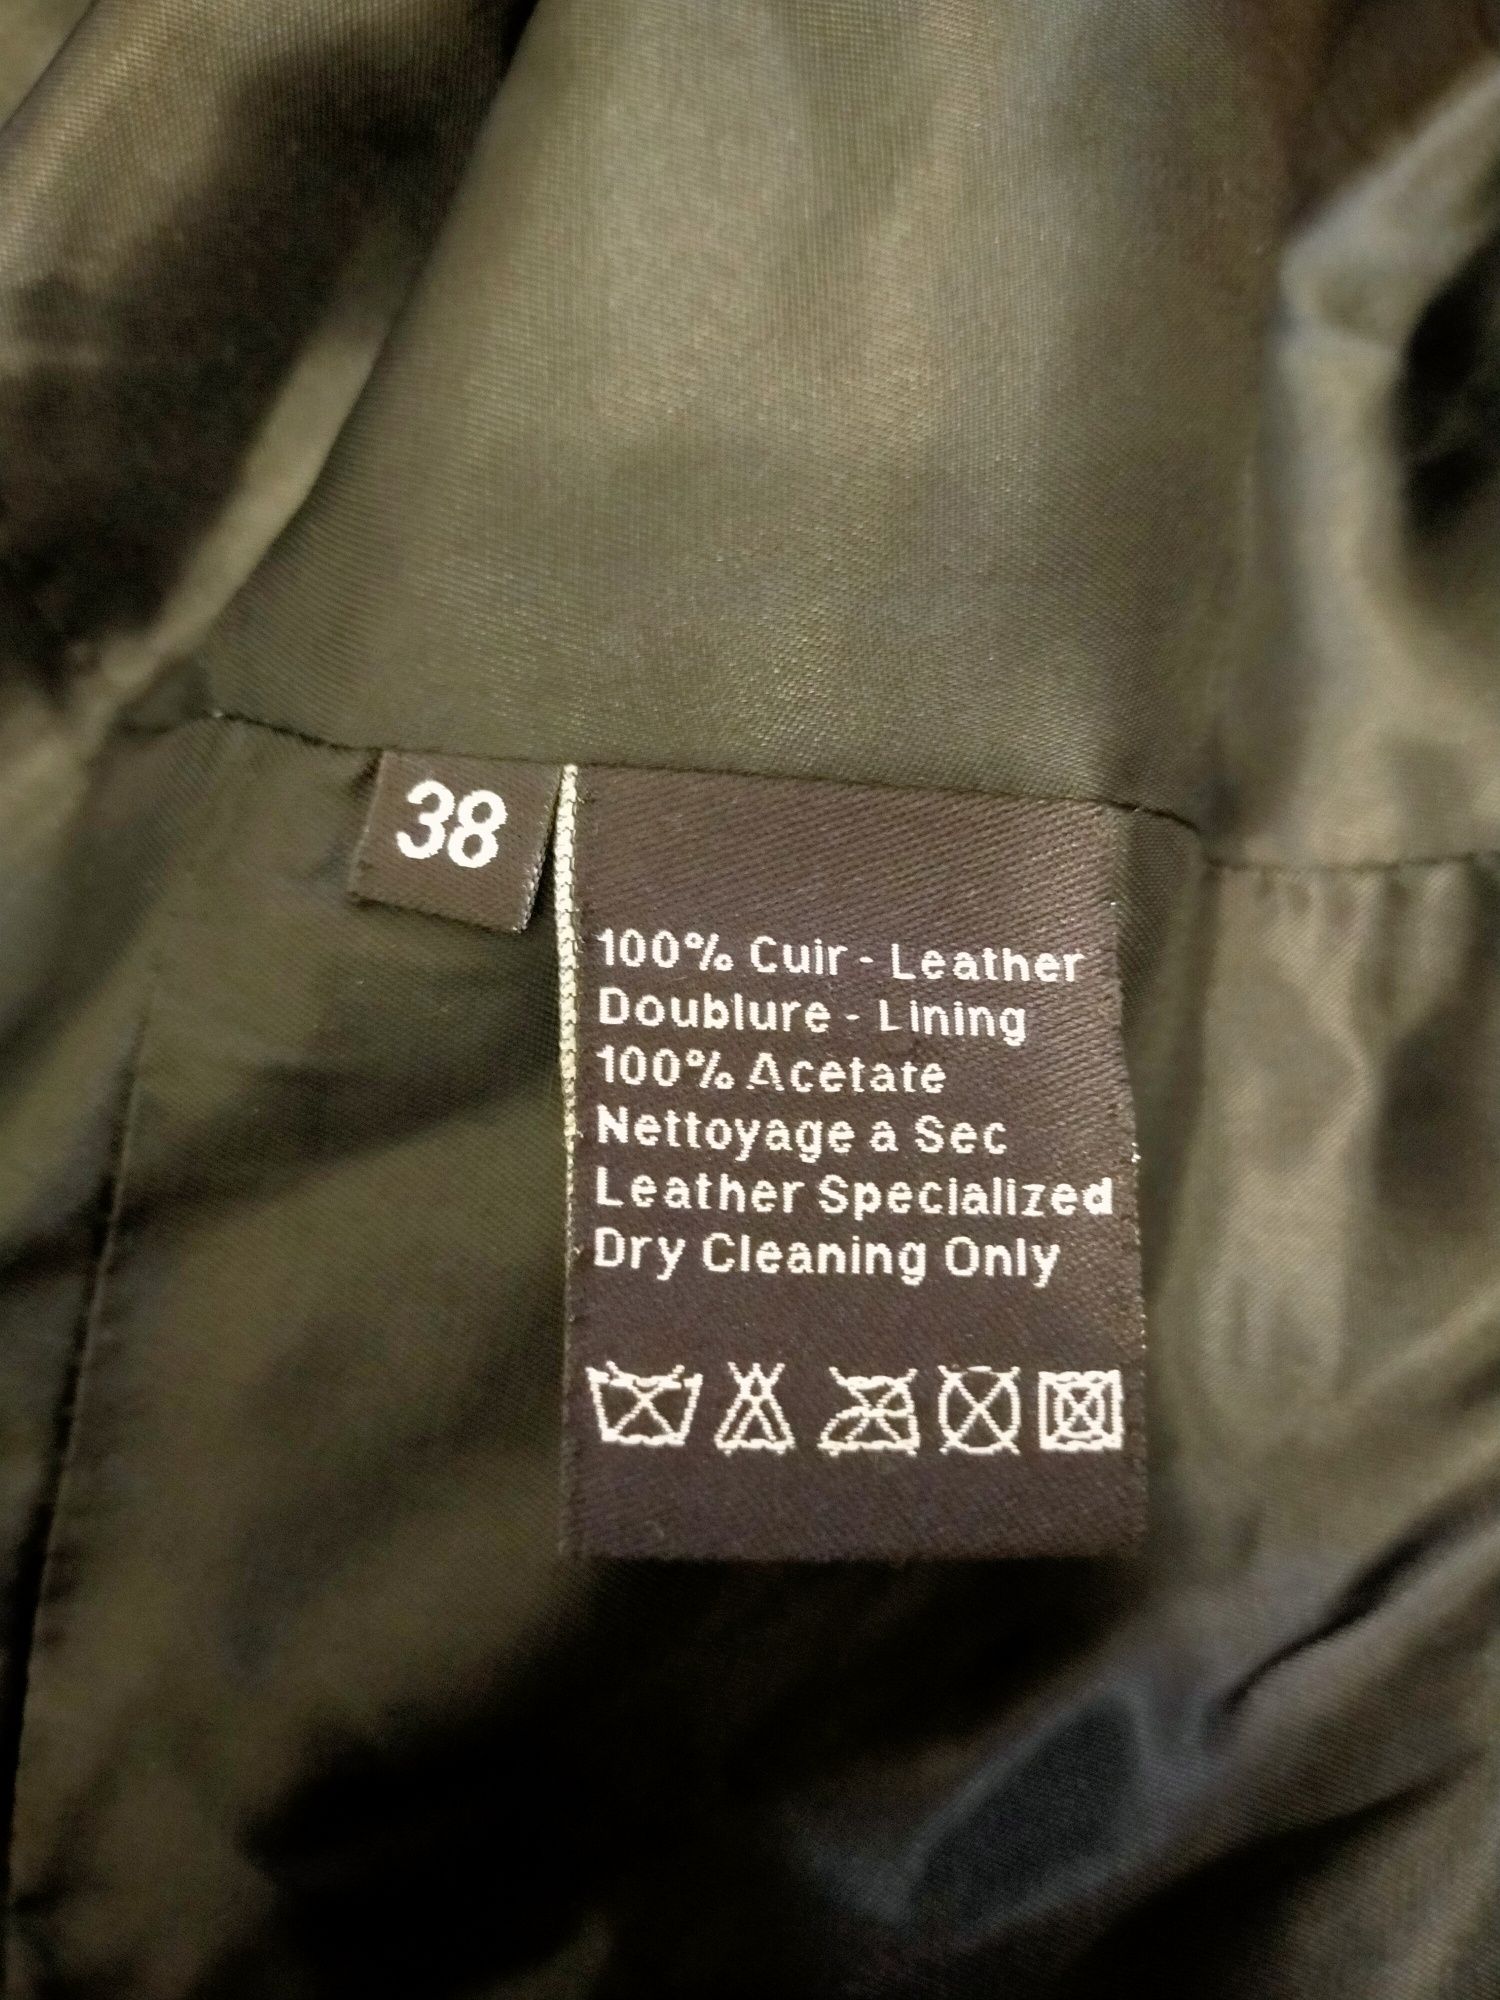 38
100% Cuir - Leather
Doublure - Lining
100% Acetate
Nettoyage a Sec
Leather Specialized
Dry Cleaning Only